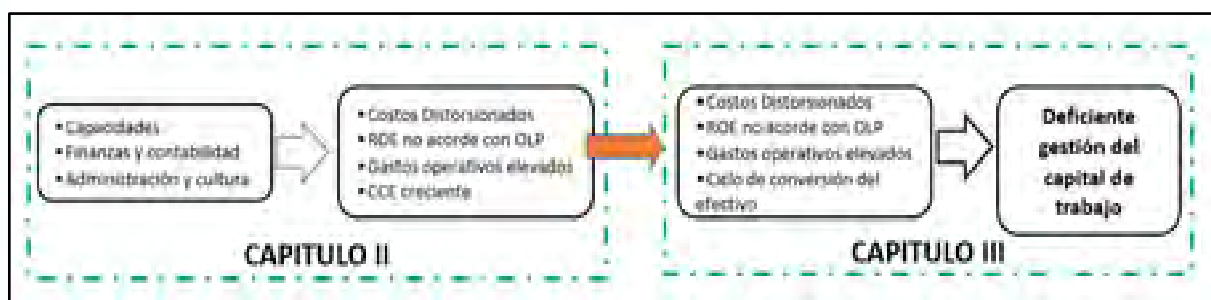 • Capacidades
• Finanzas y contabilidad
• Administración y cultura
• Costos Distorsionados
• ROE no acorde con OLP
• Gastos operativos elevados
• CCE creciente
CAPITULO II
• Costos Distorsionados
• ROE no acorde con OLP
• Gastos operativos elevados
• Ciclo de conversión del
efectivo
Deficiente
gestión del
capital de
trabajo
CAPITULO III